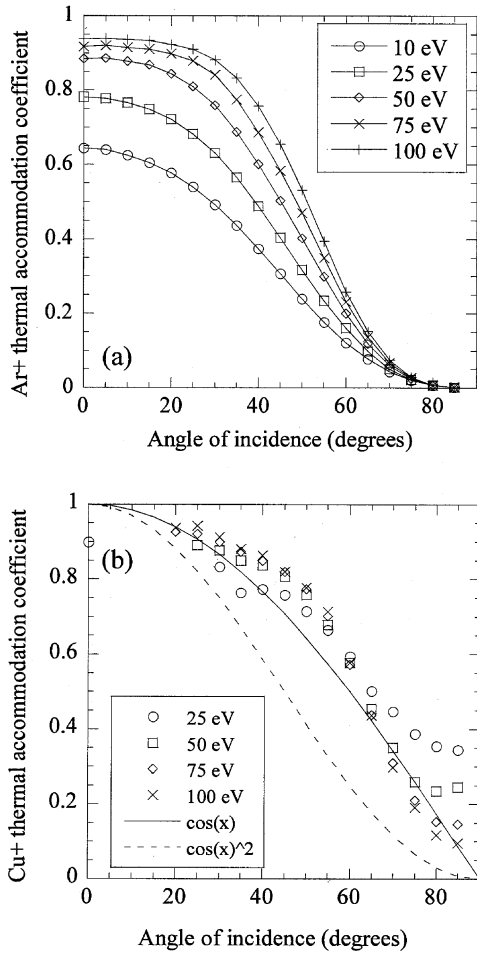 1
0.8
0.6
0.4
0.2
0
Ar+ thermal accommodation coefficient
10 eV
25 eV
50 eV
75 eV
100 eV
(a)
0 20 40 60 80
Angle of incidence (degrees)
1
0.8
0.6
0.4
0.2
0
Cu+ thermal accommodation coefficient
(b)
25 eV
50 eV
75 eV
100 eV
cos(x)
cos(x)^2
0 20 40 60 80
Angle of incidence (degrees)